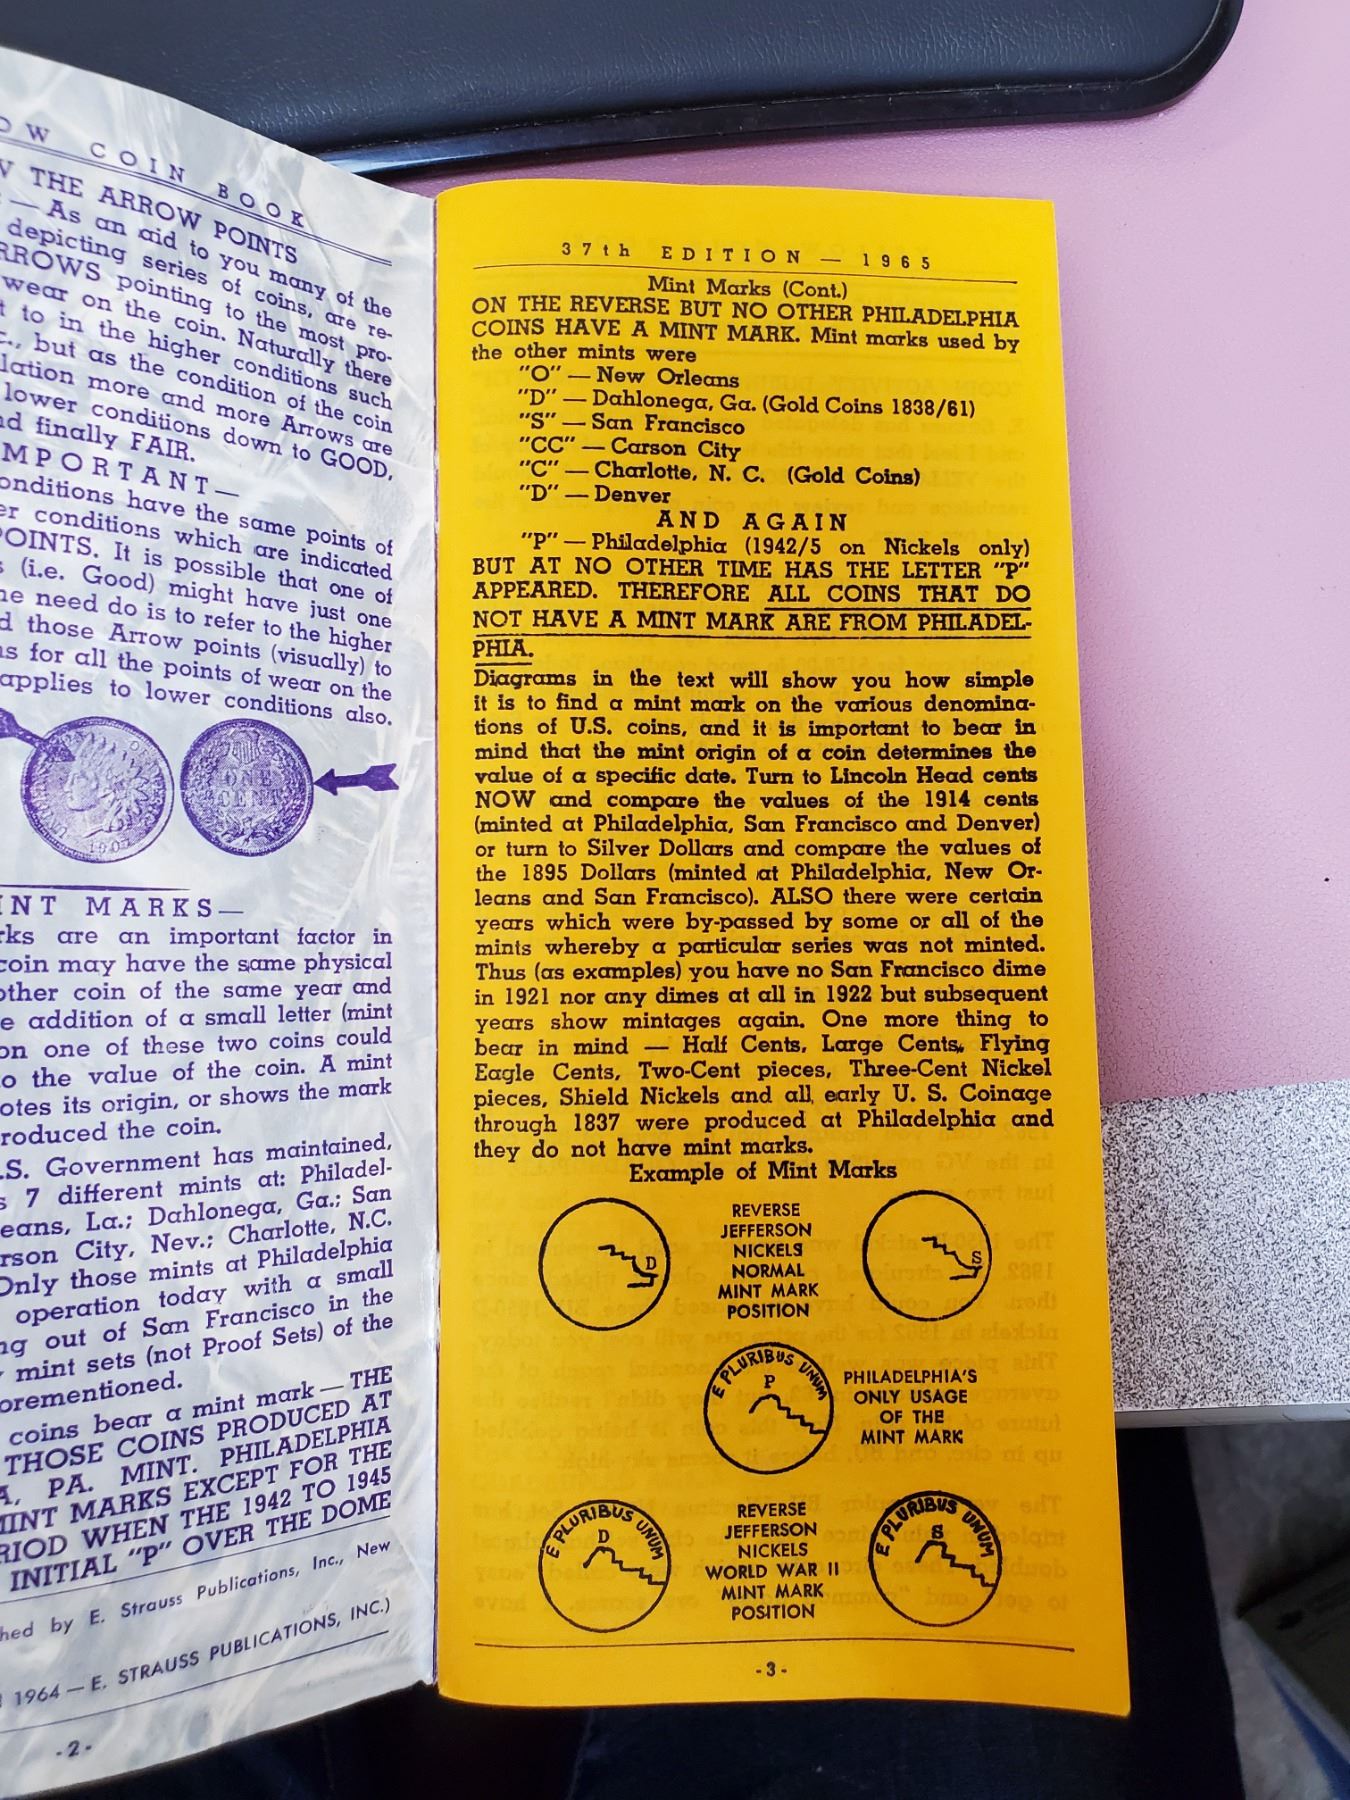 OW COIN BOOK
THE ARROW POINTS
— As an aid to you many of the
depicting series of coins, are re-
RROWS pointing to the most pro-
wear on the coin. Naturally there
to in the higher conditions such
but as the condition of the coin
lation more and more Arrows are
lower conditions down to GOOD,
nd finally FAIR.
MPORTANT—
onditions have the same points of
er conditions which are indicated
OINTS. It is possible that one of
(i.e. Good) might have just one
ne need do is to refer to the higher
d those Arrow points (visually) to
ns for all the points of wear on the
applies to lower conditions also.
ONE
CENT
INT MARKS—
rks are an important factor in
coin may have the same physical
other coin of the same year and
e addition of a small letter (mint
on one of these two coins could
o the value of the coin. A mint
otes its origin, or shows the mark
roduced the coin.
.S. Government has maintained,
s 7 different mints at: Philadel-
eans, La.; Dahlonega, Ga.; San
rson City, Nev.; Charlotte, N.C.
Only those mints at Philadelphia
operation today with a small
ng out of San Francisco in the
mint sets (not Proof Sets) of the
orementioned.
coins bear a mint mark — THE
THOSE COINS PRODUCED AT
A, PA. MINT. PHILADELPHIA
MINT MARKS EXCEPT FOR THE
RIOD WHEN THE 1942 TO 1945
INITIAL "P" OVER THE DOME
hed by E. Strauss Publications, Inc., New
1964 — E. STRAUSS PUBLICATIONS, INC.)
-2-
37th EDITION — 1965
Mint Marks (Cont.)
ON THE REVERSE BUT NO OTHER PHILADELPHIA
COINS HAVE A MINT MARK. Mint marks used by
the other mints were
"O" — New Orleans
"D" — Dahlonega, Ga. (Gold Coins 1838/61)
"S" — San Francisco
"CC" — Carson City
"C" — Charlotte, N. C. (Gold Coins)
"D" — Denver
AND AGAIN
"P" — Philadelphia (1942/5 on Nickels only)
BUT AT NO OTHER TIME HAS THE LETTER "P"
APPEARED. THEREFORE ALL COINS THAT DO
NOT HAVE A MINT MARK ARE FROM PHILADEL-
PHIA.
Diagrams in the text will show you how simple
it is to find a mint mark on the various denomina-
tions of U.S. coins, and it is important to bear in
mind that the mint origin of a coin determines the
value of a specific date. Turn to Lincoln Head cents
NOW and compare the values of the 1914 cents
(minted at Philadelphia, San Francisco and Denver)
or turn to Silver Dollars and compare the values of
the 1895 Dollars (minted at Philadelphia, New Or-
leans and San Francisco). ALSO there were certain
years which were by-passed by some or all of the
mints whereby a particular series was not minted.
Thus (as examples) you have no San Francisco dime
in 1921 nor any dimes at all in 1922 but subsequent
years show mintages again. One more thing to
bear in mind — Half Cents, Large Cents, Flying
Eagle Cents, Two-Cent pieces, Three-Cent Nickel
pieces, Shield Nickels and all early U. S. Coinage
through 1837 were produced at Philadelphia and
they do not have mint marks.
Example of Mint Marks
D
REVERSE
JEFFERSON
NICKELS
NORMAL
MINT MARK
POSITION
S
E PLURIBUS UNUM
P
PHILADELPHIA'S
ONLY USAGE
OF THE
MINT MARK
E PLURIBUS UNUM
D
REVERSE
JEFFERSON
NICKELS
WORLD WAR II
MINT MARK
POSITION
E PLURIBUS UNUM
S
-3-